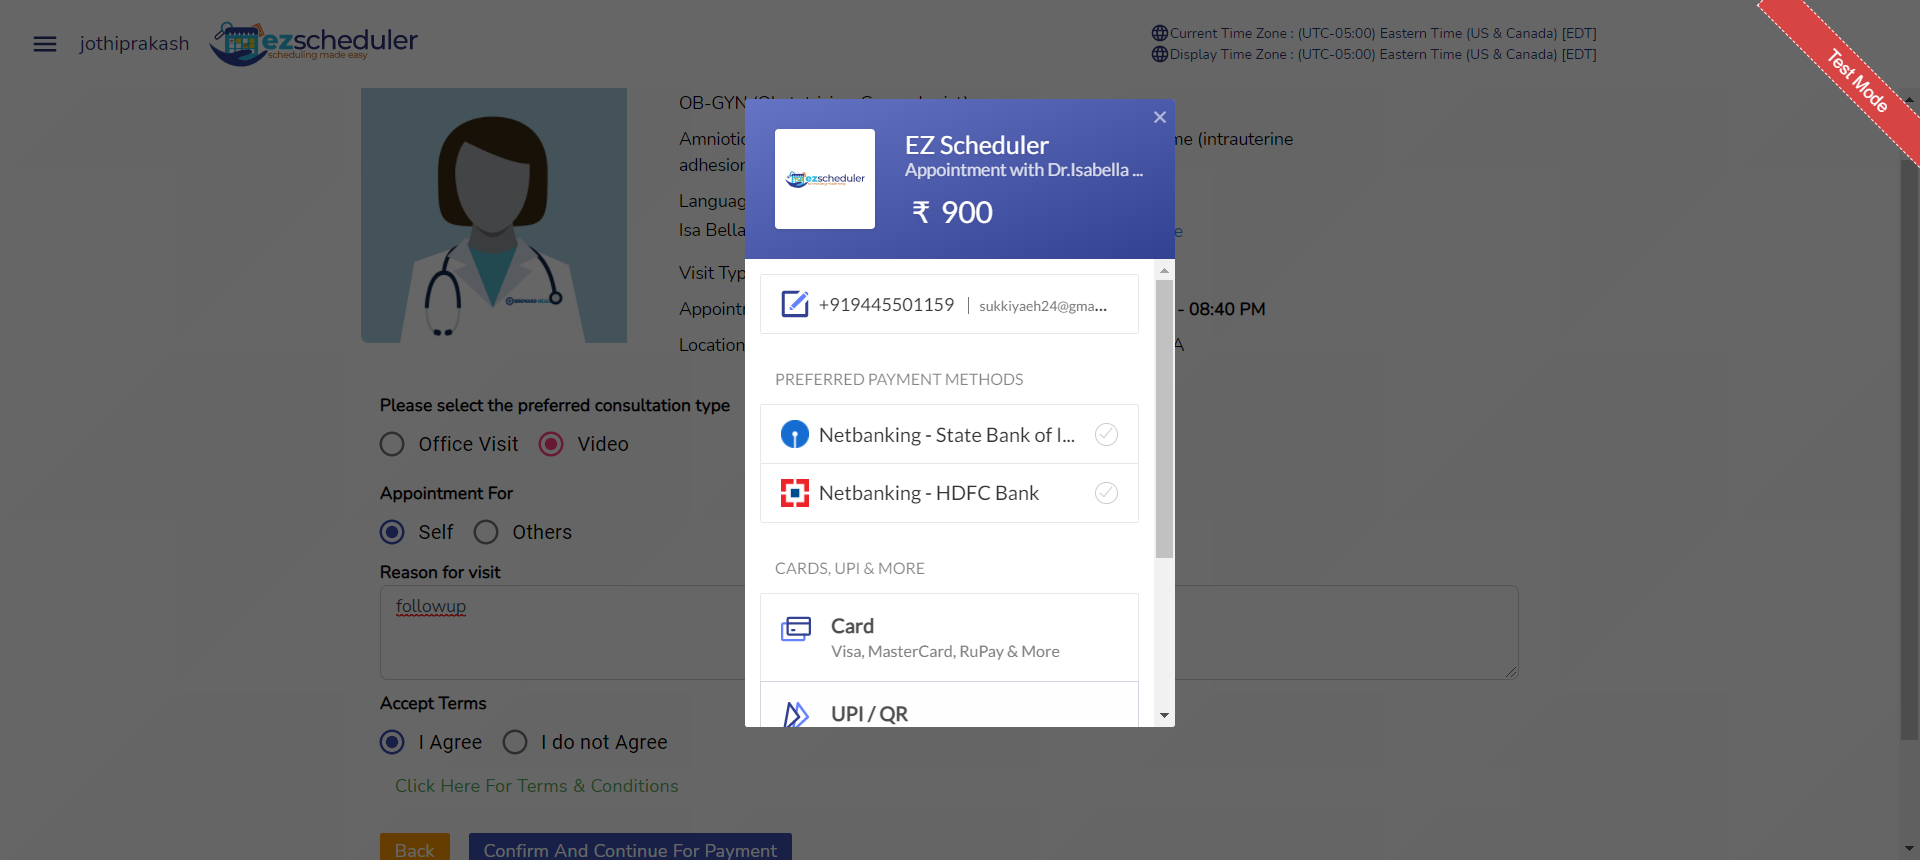 jothiprakash
ezscheduler
scheduling made easy
Current Time Zone : (UTC-05:00) Eastern Time (US & Canada) [EDT]
Display Time Zone : (UTC-05:00) Eastern Time (US & Canada) [EDT]
Test Mode
OB-GYN
me (intrauterine
Languag
Isa Bella
Visit Typ
Appoint
- 08:40 PM
Location
A
EZ Scheduler
Appointment with Dr.Isabella ...
₹ 900
ezscheduler
+919445501159 | sukkiyaeh24@gma...
PREFERRED PAYMENT METHODS
Netbanking - State Bank of I...
Netbanking - HDFC Bank
CARDS, UPI & MORE
Card
Visa, MasterCard, RuPay & More
UPI / QR
Please select the preferred consultation type
Office Visit Video
Appointment For
Self Others
Reason for visit
followup
Accept Terms
I Agree I do not Agree
Click Here For Terms & Conditions
Back Confirm And Continue For Payment